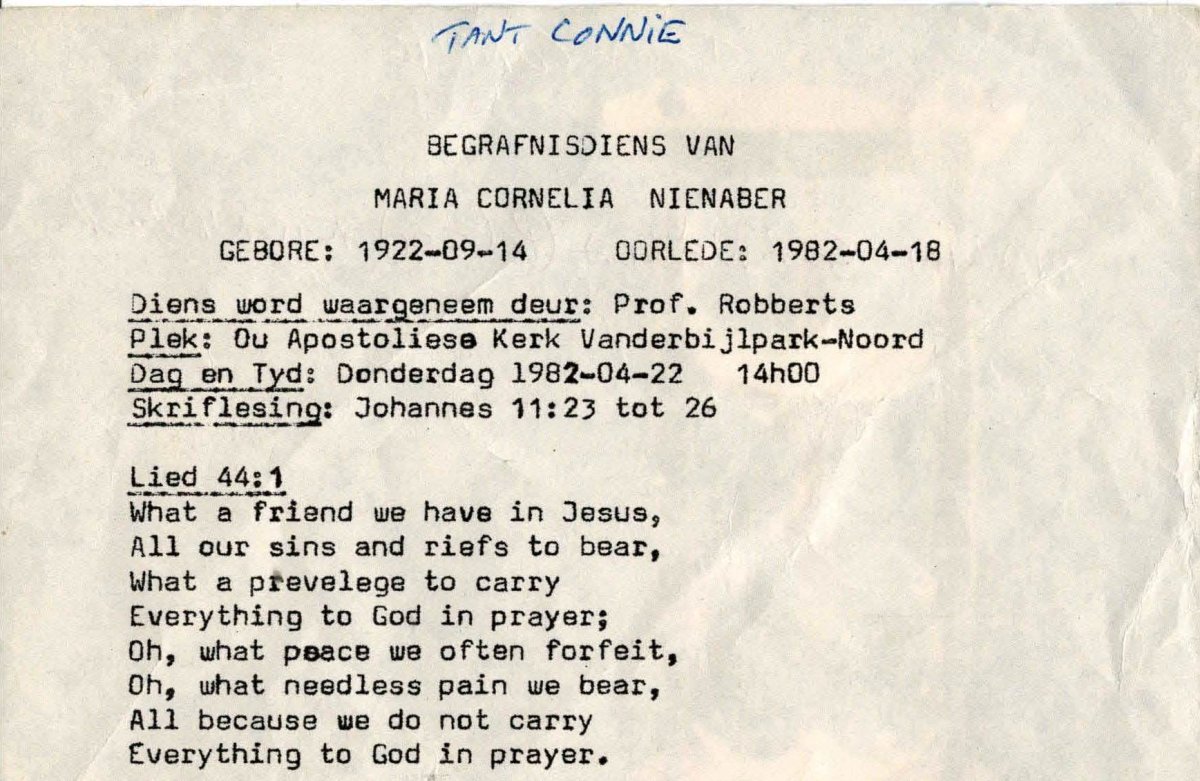 TANT CONNiE
BEGRAFNISDIENS VAN
MARIA CORNELIA NIENABER
GEBORE: 1922-09-14 OORLEDE: 1982-04-18
Diens word waargeneem deur: Prof. Robberts
Plek: Ou Apostoliese Kerk Vanderbijlpark-Noord
Dag en Tyd: Donderdag 1982-04-22 14h00
Skriflesing: Johannes 11:23 tot 26
Lied 44:1
What a friend we have in Jesus,
All our sins and riefs to bear,
What a prevelege to carry
Everything to God in prayer;
Oh, what peace we often forfeit,
Oh, what needless pain we bear,
All because we do not carry
Everything to God in prayer.